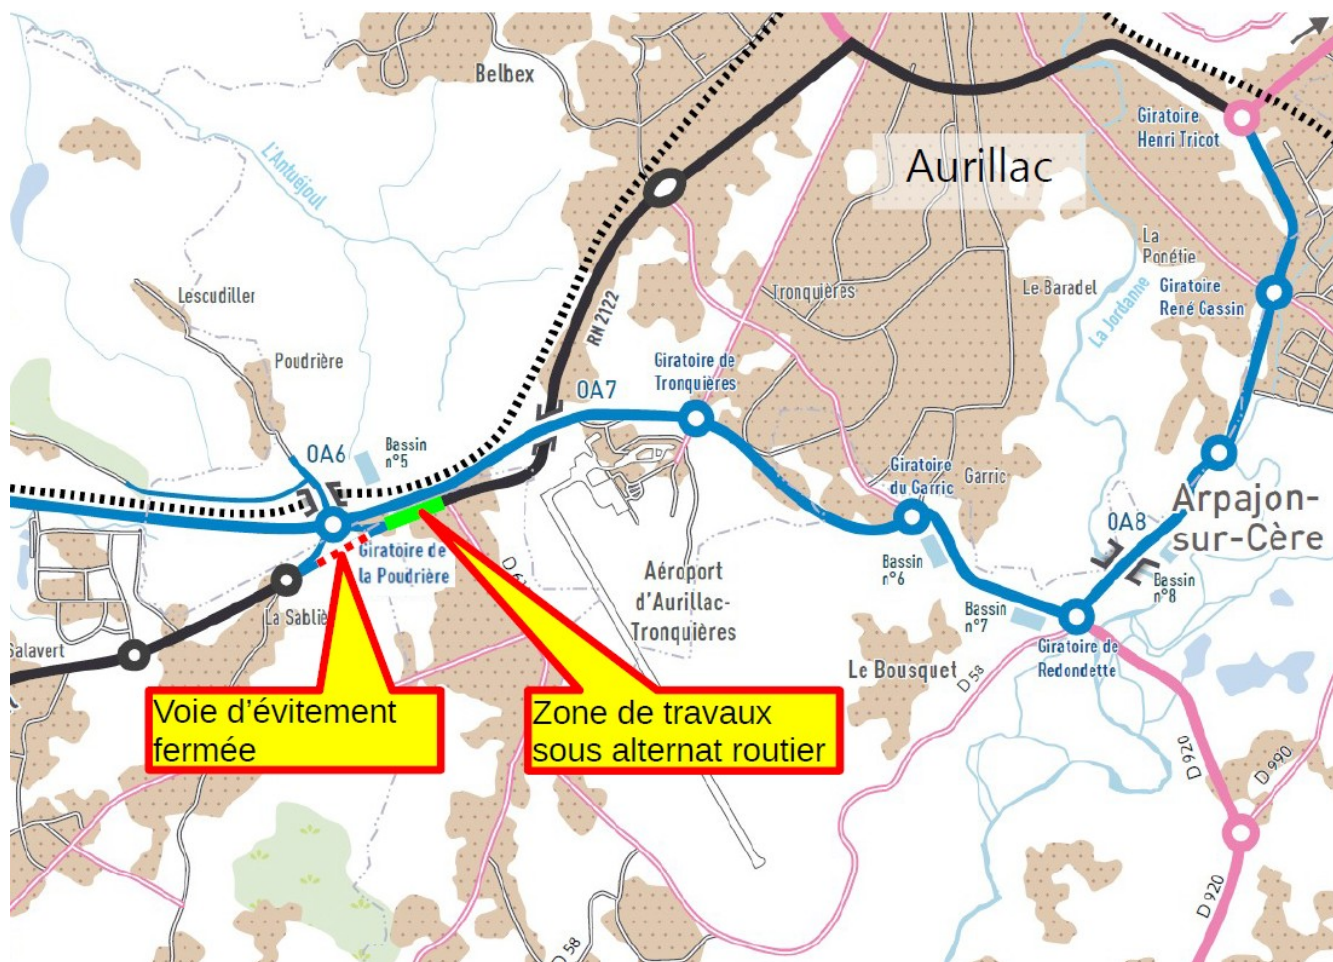 Belbex
Giratoire
Henri Tricot
Aurillac
L'Antuéjoul
La
Ponétie
Lescudiller
Tronquières
Le Baradel
Giratoire
René Cassin
La Jordanne
RN 2122
Poudrière
Giratoire de
Tronquières
OA7
OA6
Bassin
n°5
Giratoire
du Garric
Garric
Arpajon-
sur-Cère
OA8
Giratoire de
la Poudrière
Bassin
n°6
Bassin
n°8
Aéroport
d'Aurillac-
Tronquières
Bassin
n°7
La Sabliè
Salavert
Giratoire de
Redondette
Le Bousquet
D 58
Voie d'évitement
fermée
Zone de travaux
sous alternat routier
D 920
D 990
D 920
D 58